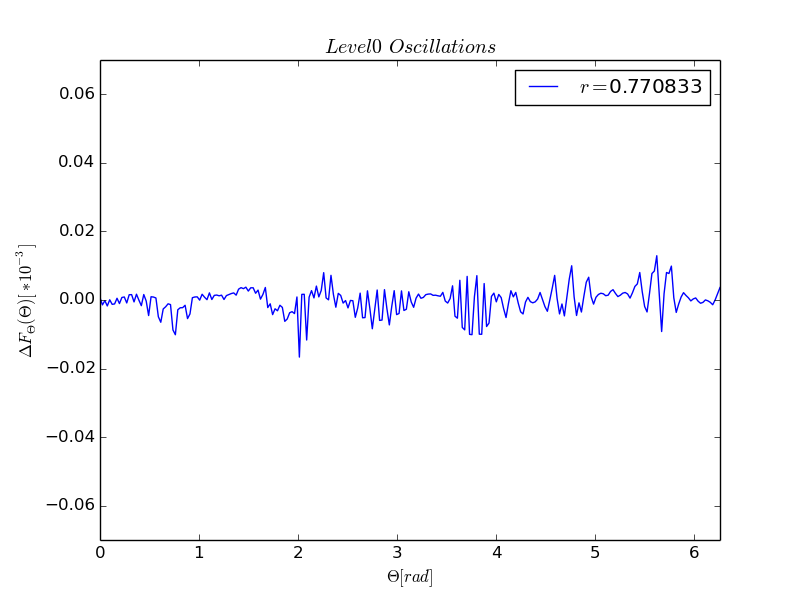 Level0 Oscillations
r=0.770833
0.06
0.04
0.02
0.00
−0.02
−0.04
−0.06
ΔF_Θ(Θ)[*10^{-3}]
0 1 2 3 4 5 6
Θ[rad]